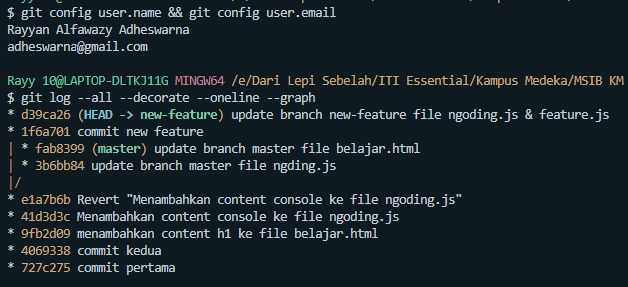 $ git config user.name && git config user.email
Rayyan Alfawazy Adheswarna
adheswarna@gmail.com
Rayy 10@LAPTOP-DLTKJ11G MINGW64 /e/Dari Lepi Sebelah/ITI Essential/Kampus Medeka/MSIB KM
$ git log --all --decorate --oneline --graph
* d39ca26 (HEAD -> new-feature) update branch new-feature file ngoding.js & feature.js
* 1f6a701 commit new feature
| * fab8399 (master) update branch master file belajar.html
| * 3b6bb84 update branch master file ngding.js
|/
* e1a7b6b Revert "Menambahkan content console ke file ngoding.js"
* 41d3d3c Menambahkan content console ke file ngoding.js
* 9fb2d09 menambahkan content h1 ke file belajar.html
* 4069338 commit kedua
* 727c275 commit pertama